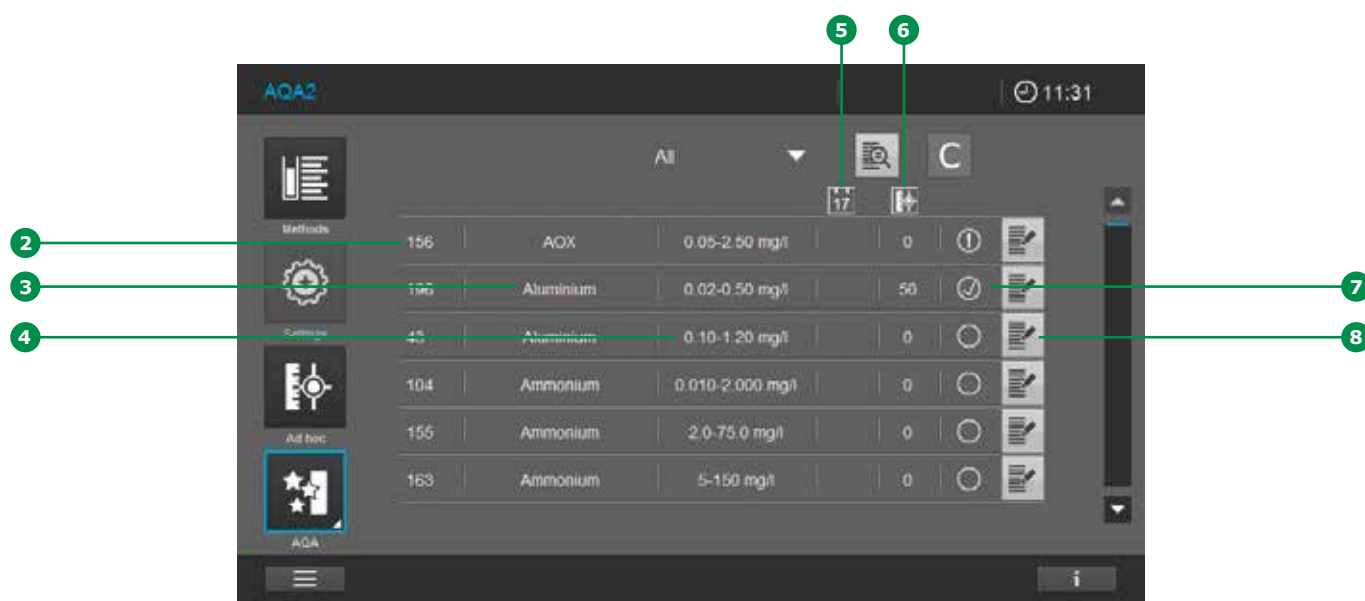 5 6
AQA2 11:31
All C
17
Methods
2 156 AOX 0.05-2.50 mg/l 0
3 196 Aluminium 0.02-0.50 mg/l 50 7
Settings
4 43 Aluminium 0.10-1.20 mg/l 0 8
104 Ammonium 0.010-2.000 mg/l 0
Ad hoc
155 Ammonium 2.0-75.0 mg/l 0
163 Ammonium 5-150 mg/l 0
AQA
i